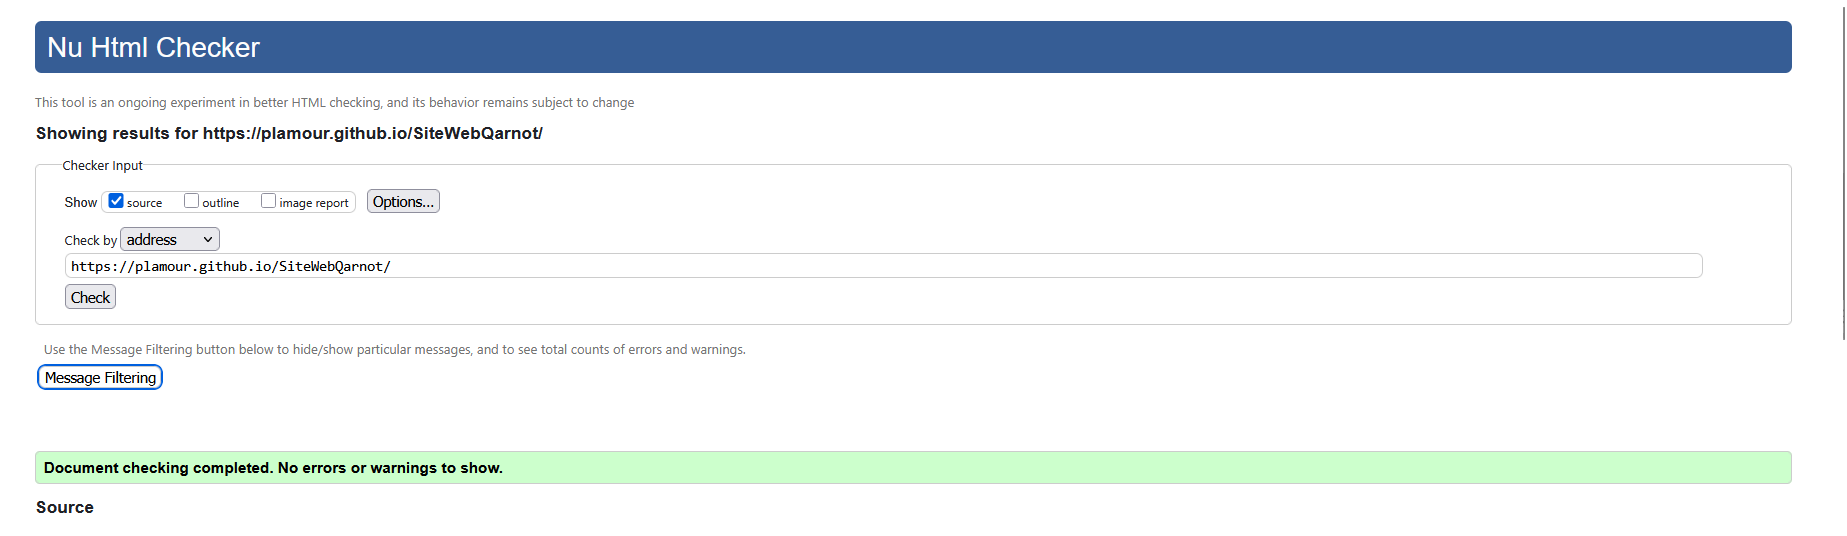 Nu Html Checker
This tool is an ongoing experiment in better HTML checking, and its behavior remains subject to change
Showing results for https://plamour.github.io/SiteWebQarnot/
Checker Input
Show source outline image report Options...
Check by address
https://plamour.github.io/SiteWebQarnot/
Check
Use the Message Filtering button below to hide/show particular messages, and to see total counts of errors and warnings.
Message Filtering
Document checking completed. No errors or warnings to show.
Source